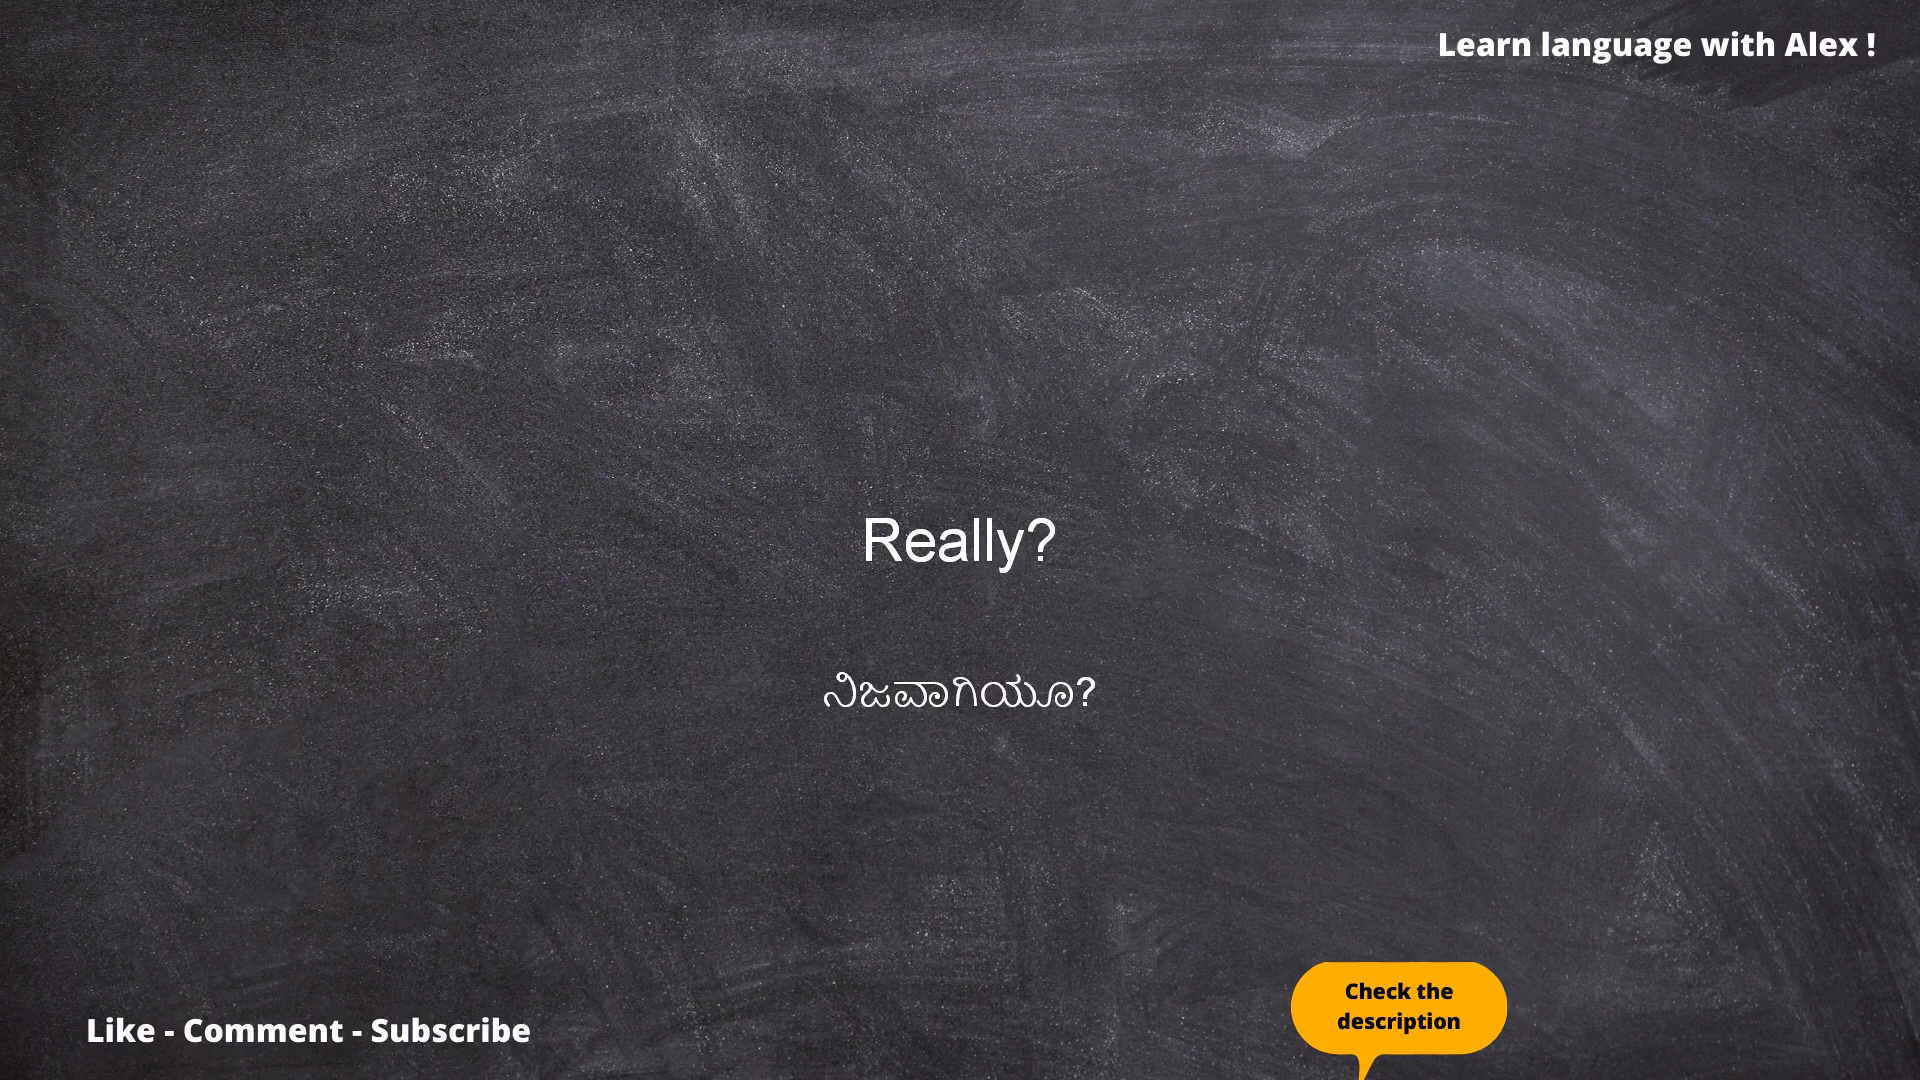 Learn language with Alex !
Really?
ನಿಜವಾಗಿಯೂ?
Check the
description
Like - Comment - Subscribe